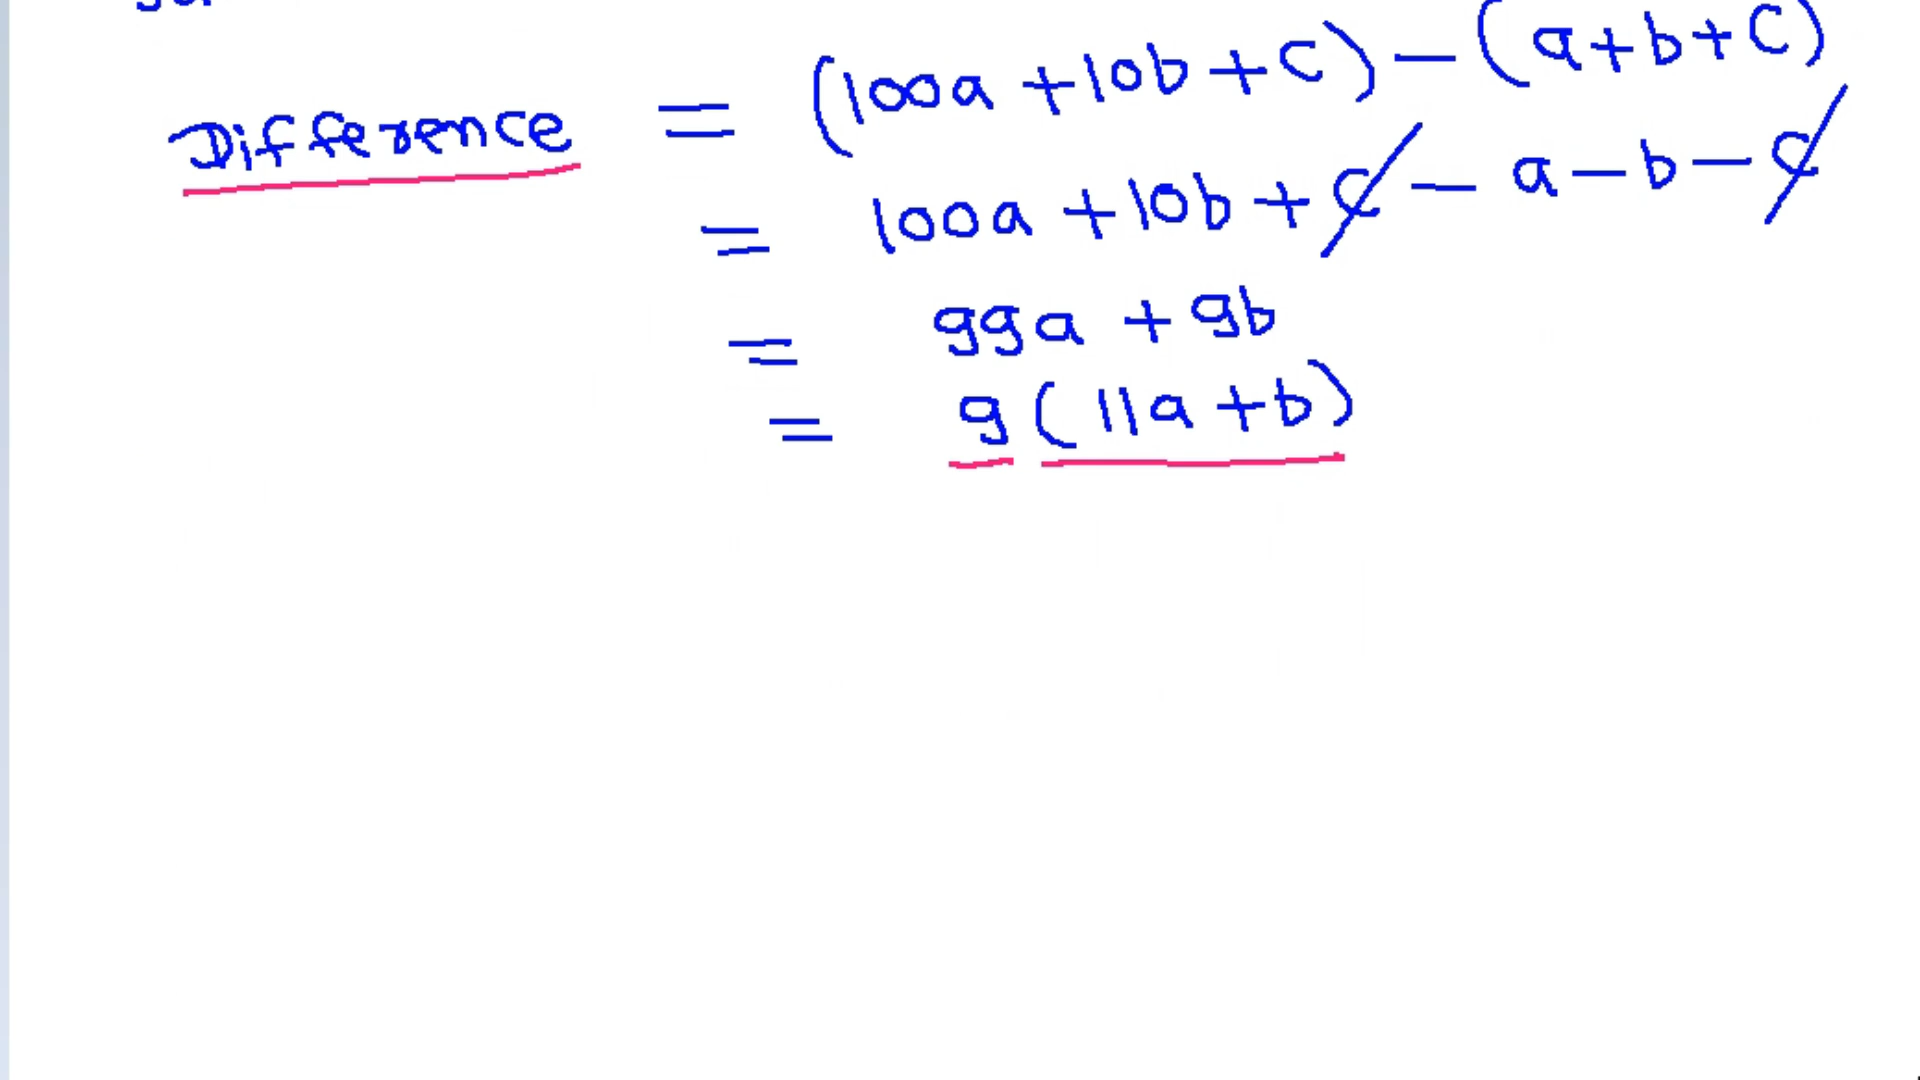 Difference = (100a + 10b + c) - (a + b + c)
= 100a + 10b + c - a - b - c
= 99a + 9b
= 9 (11a + b)